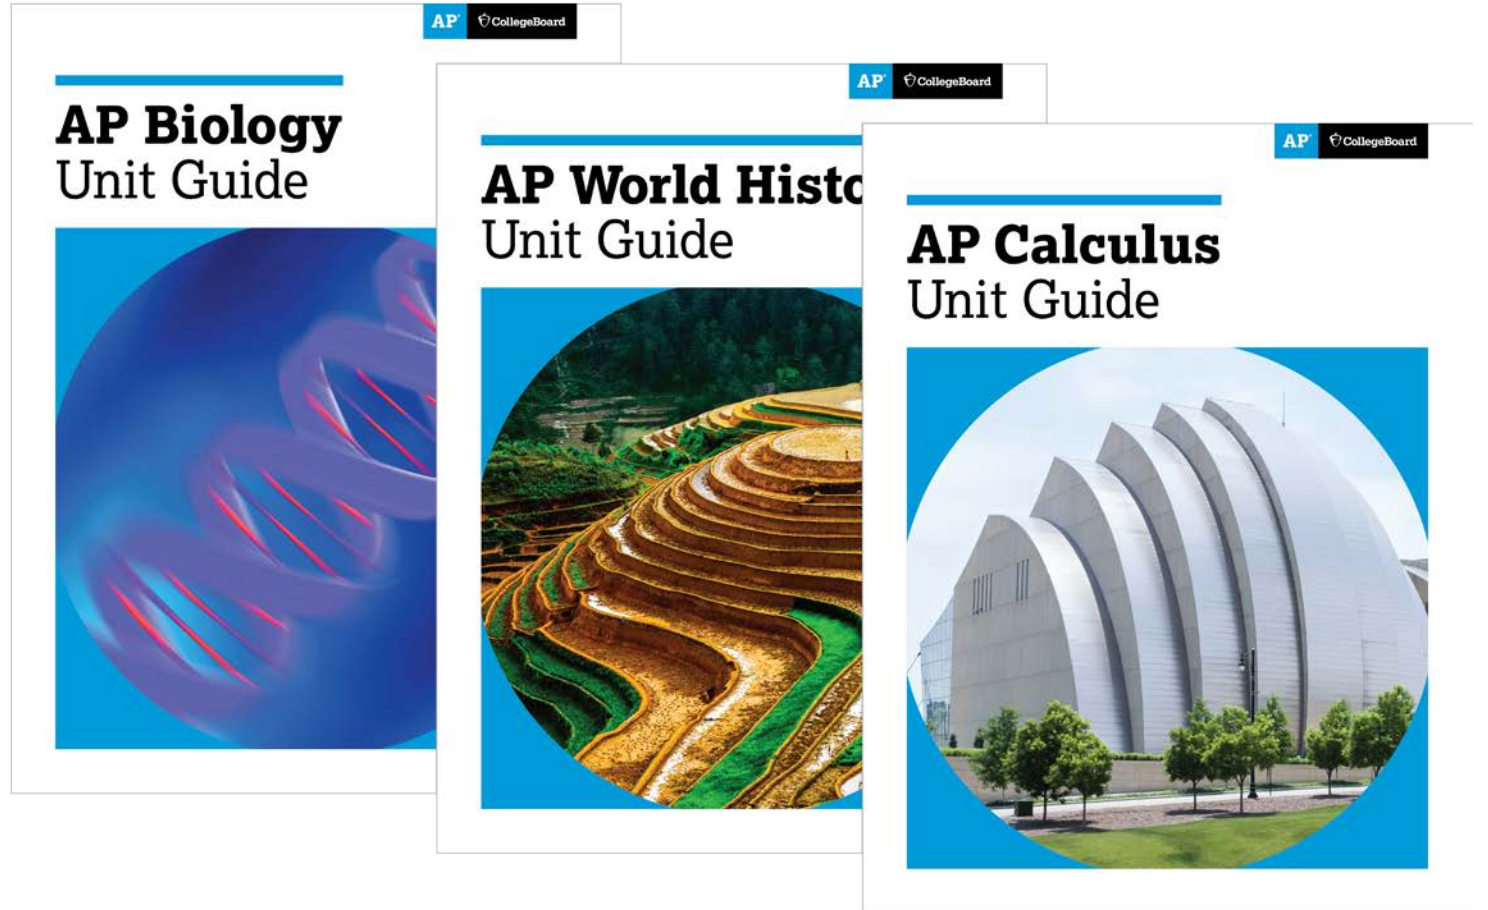 AP CollegeBoard
AP Biology
Unit Guide
AP CollegeBoard
AP World Histo
Unit Guide
AP CollegeBoard
AP Calculus
Unit Guide